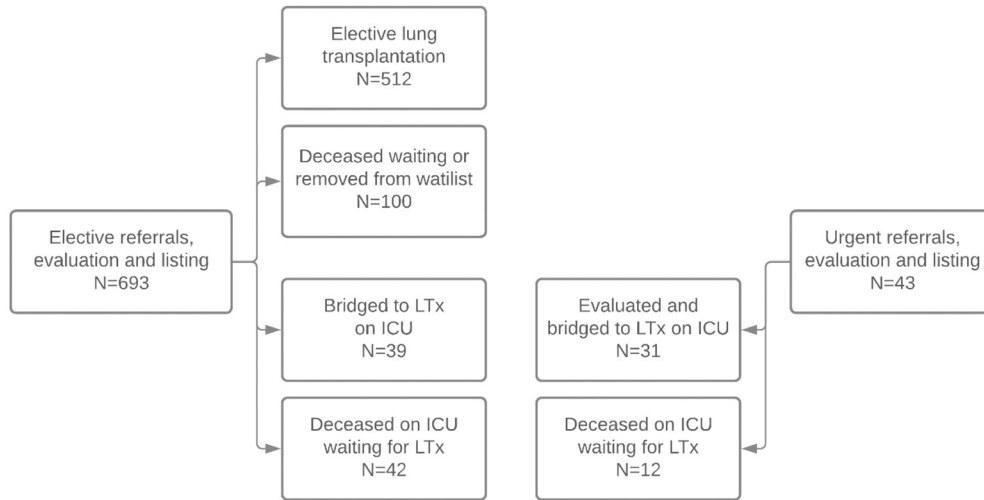 Elective lung
transplantation
N=512
Deceased waiting or
removed from watilist
N=100
Elective referrals,
evaluation and listing
N=693
Urgent referrals,
evaluation and listing
N=43
Bridged to LTx
on ICU
N=39
Evaluated and
bridged to LTx on ICU
N=31
Deceased on ICU
waiting for LTx
N=42
Deceased on ICU
waiting for LTx
N=12